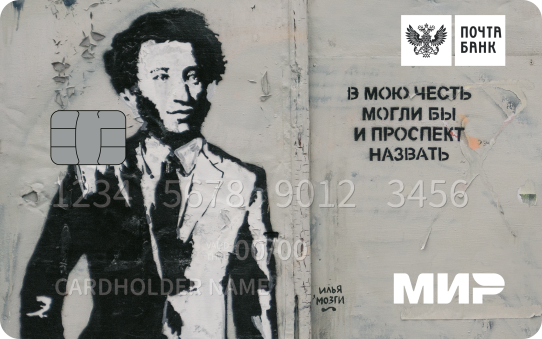 ПОЧТА
БАНК
В МОЮ ЧЕСТЬ
МОГЛИ БЫ
И ПРОСПЕКТ
НАЗВАТЬ
1234 5678 9012 3456
00/00
CARDHOLDER NAME
ИЛЬЯ
МОЗГИ
МИР